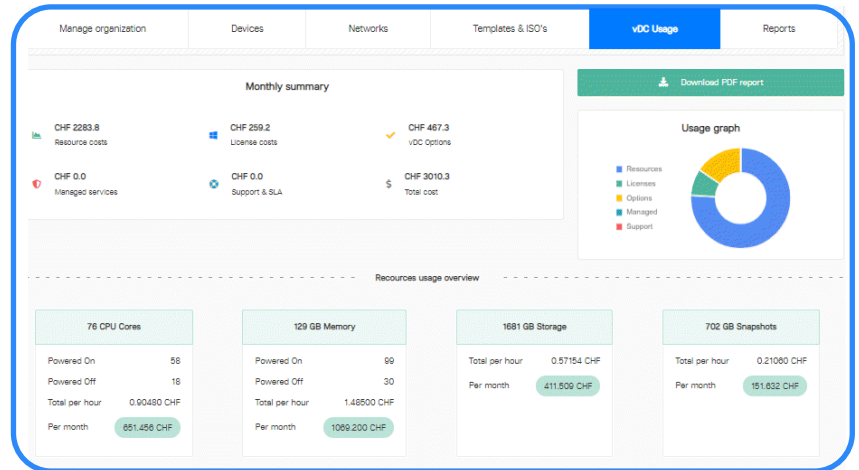 Manage organization Devices Networks Templates & ISO's vDC Usage Reports
Monthly summary
CHF 2283.8 CHF 259.2 CHF 467.3
Resource costs License costs vDC Options
CHF 0.0 CHF 0.0 CHF 3010.3
Managed services Support & SLA Total cost
Download PDF report
Usage graph
Resources
Licenses
Options
Managed
Support
Recources usage overview
76 CPU Cores
Powered On 58
Powered Off 18
Total per hour 0.90480 CHF
Per month 651.456 CHF
129 GB Memory
Powered On 99
Powered Off 30
Total per hour 1.48500 CHF
Per month 1069.200 CHF
1681 GB Storage
Total per hour 0.57154 CHF
Per month 411.509 CHF
702 GB Snapshots
Total per hour 0.21060 CHF
Per month 151.632 CHF